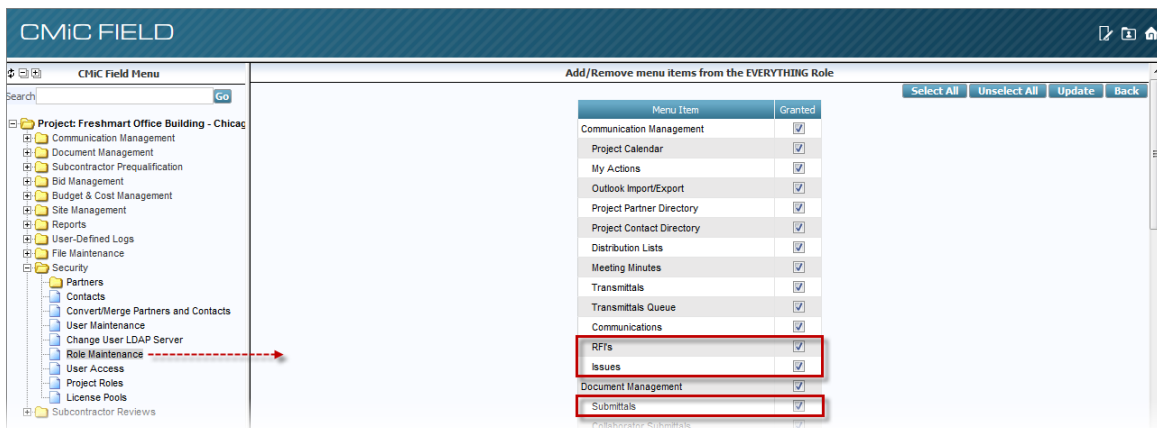 CMiC FIELD
CMiC Field Menu
Search
Go
Project: Freshmart Office Building - Chicag
Communication Management
Document Management
Subcontractor Prequalification
Bid Management
Budget & Cost Management
Site Management
Reports
User-Defined Logs
File Maintenance
Security
Partners
Contacts
Convert/Merge Partners and Contacts
User Maintenance
Change User LDAP Server
Role Maintenance
User Access
Project Roles
License Pools
Subcontractor Reviews
Add/Remove menu items from the EVERYTHING Role
Select All Unselect All Update Back
Menu Item Granted
Communication Management
Project Calendar
My Actions
Outlook Import/Export
Project Partner Directory
Project Contact Directory
Distribution Lists
Meeting Minutes
Transmittals
Transmittals Queue
Communications
RFI's
Issues
Document Management
Submittals
Collaborator Submittals